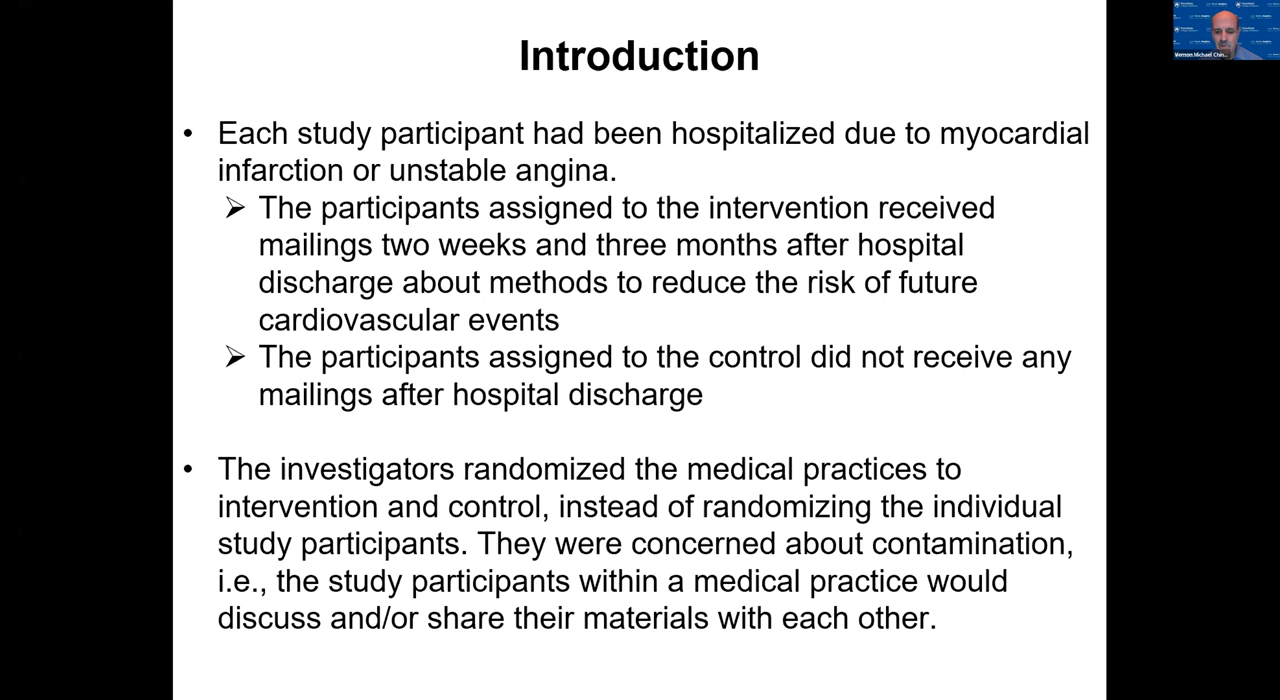 Introduction
• Each study participant had been hospitalized due to myocardial
infarction or unstable angina.
➢ The participants assigned to the intervention received
mailings two weeks and three months after hospital
discharge about methods to reduce the risk of future
cardiovascular events
➢ The participants assigned to the control did not receive any
mailings after hospital discharge
• The investigators randomized the medical practices to
intervention and control, instead of randomizing the individual
study participants. They were concerned about contamination,
i.e., the study participants within a medical practice would
discuss and/or share their materials with each other.
Vernon Michael Chin...